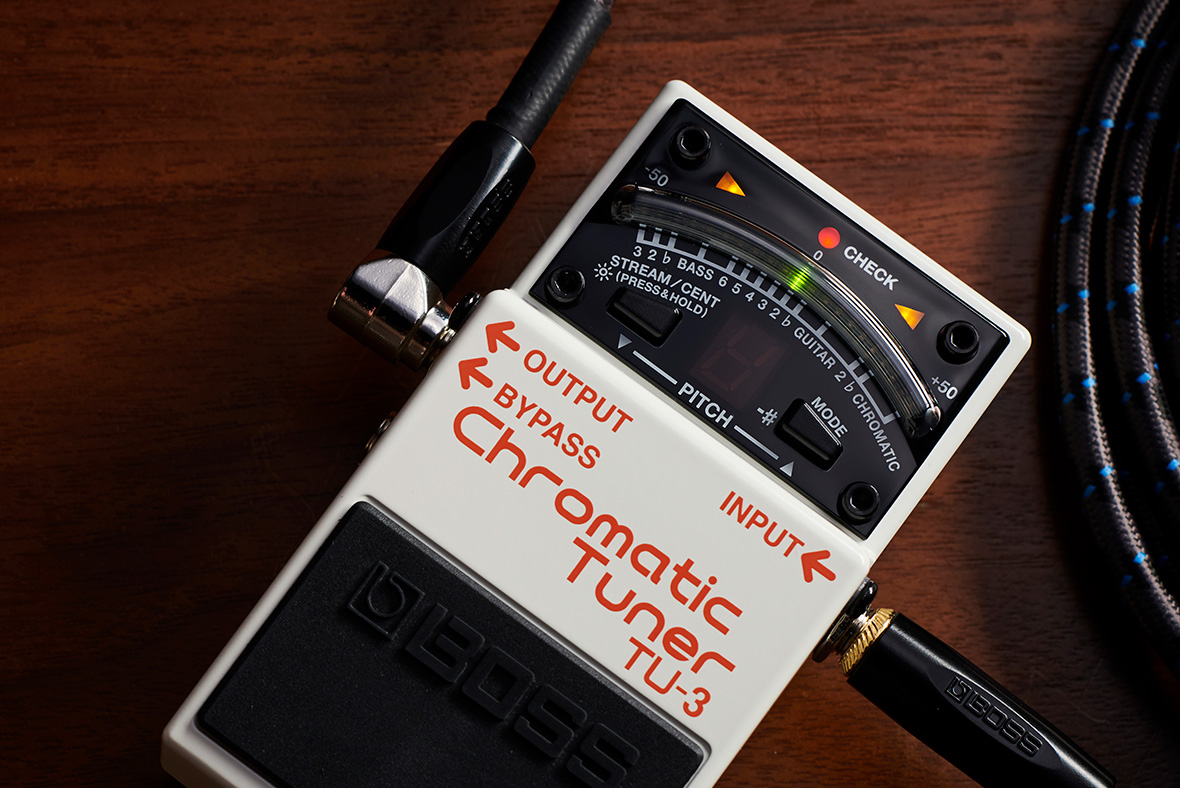 -50
0
CHECK
+50
3 2 ♭ BASS 6 5 4 3 2 ♭ GUITAR 2 ♭ CHROMATIC
STREAM/CENT
(PRESS&HOLD)
PITCH
-#
MODE
OUTPUT
BYPASS
INPUT
Chromatic
Tuner
TU-3
BOSS
BOSS